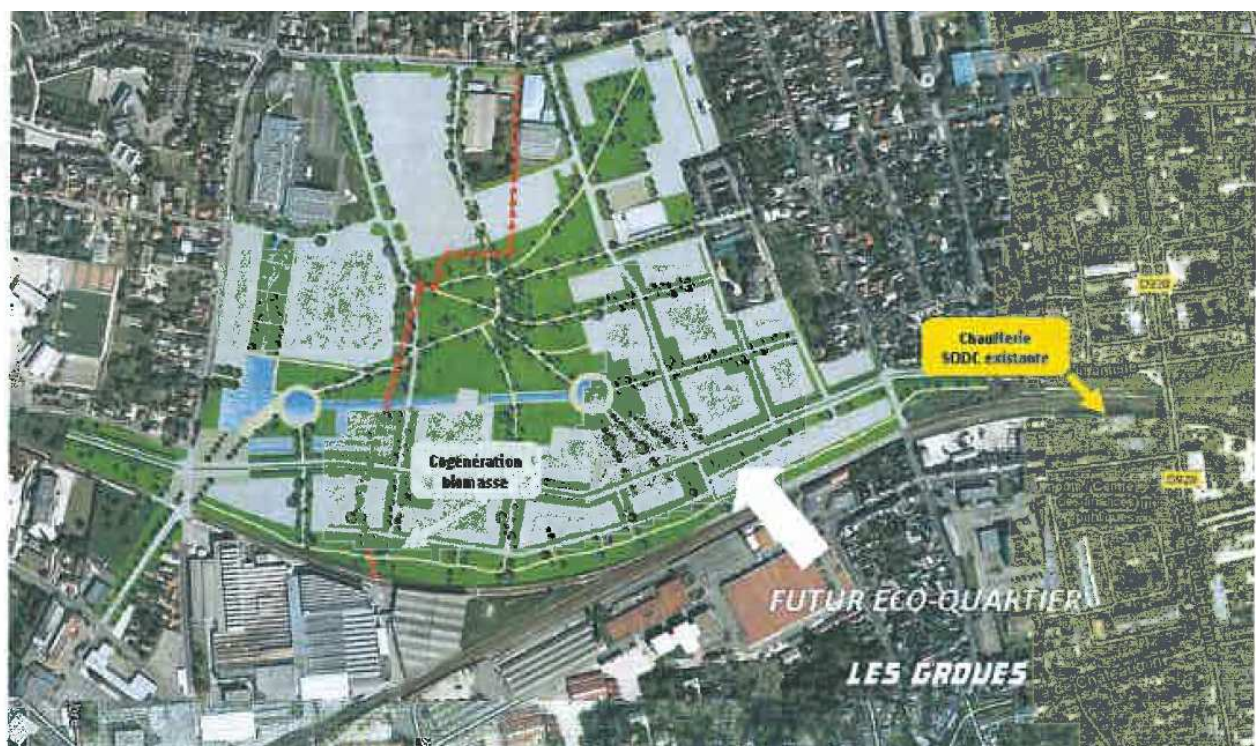 Chaufferie
SODC existante
Cogénération
biomasse
FUTUR ECO-QUARTIER
LES GROUES